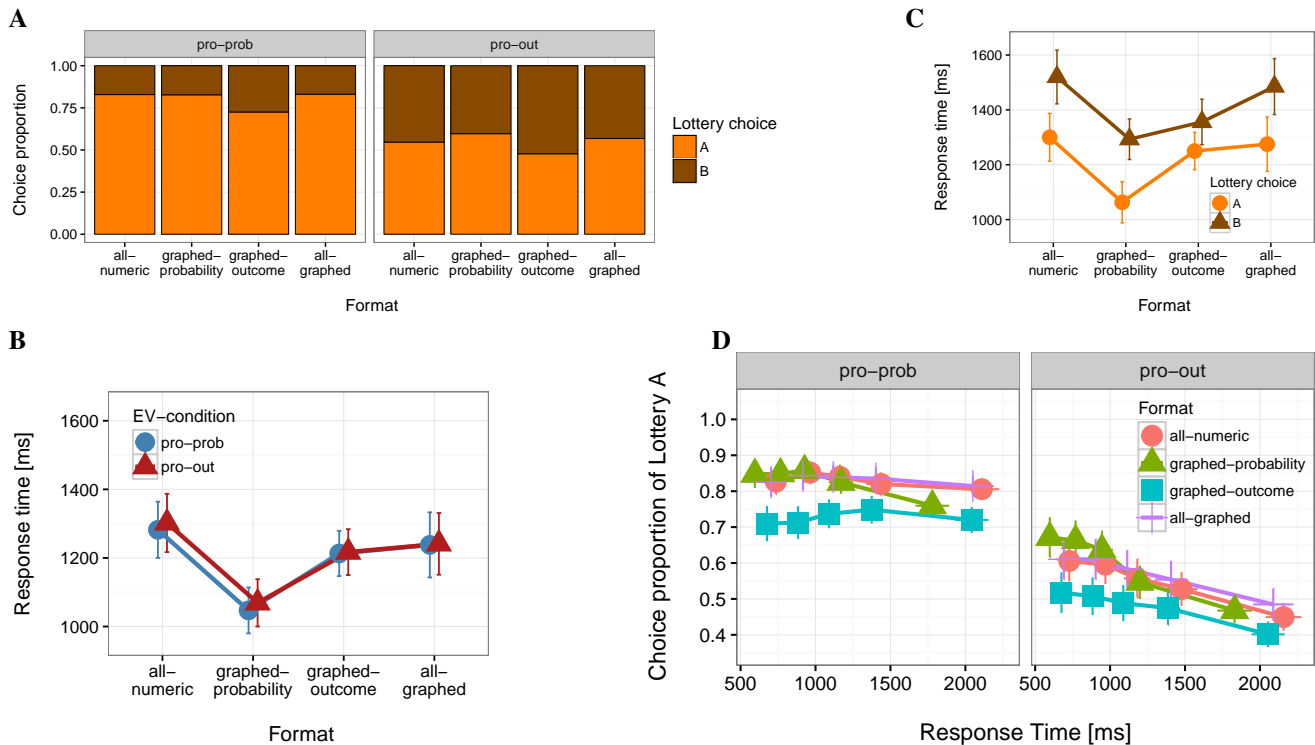 A
pro−prob
pro−out
1.00
0.75
0.50
0.25
0.00
Choice proportion
all−
numeric
graphed−
probability
graphed−
outcome
all−
graphed
all−
numeric
graphed−
probability
graphed−
outcome
all−
graphed
Format
Lottery choice
A
B
C
1600
1400
1200
1000
Response time [ms]
Lottery choice
A
B
all−
numeric
graphed−
probability
graphed−
outcome
all−
graphed
Format
B
1600
1400
1200
1000
Response time [ms]
EV−condition
pro−prob
pro−out
all−
numeric
graphed−
probability
graphed−
outcome
all−
graphed
Format
D
pro−prob
pro−out
1.0
0.9
0.8
0.7
0.6
0.5
0.4
Choice proportion of Lottery A
Format
all−numeric
graphed−probability
graphed−outcome
all−graphed
500
1000
1500
2000
500
1000
1500
2000
Response Time [ms]